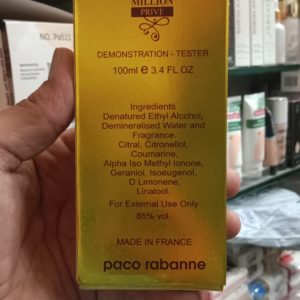 MILLION
PRIVÉ
NO. Pa511
DEMONSTRATION - TESTER
100ml e 3.4 FL OZ
Ingredients
Denatured Ethyl Alcohol,
Demineralised Water and
Fragrance.
Citral, Citronellol,
Coumarine,
Alpha Iso Methyl Ionone,
Geraniol, Isoeugenol,
D Limonene,
Linalool.
For External Use Only
85% vol.
MADE IN FRANCE
paco rabanne